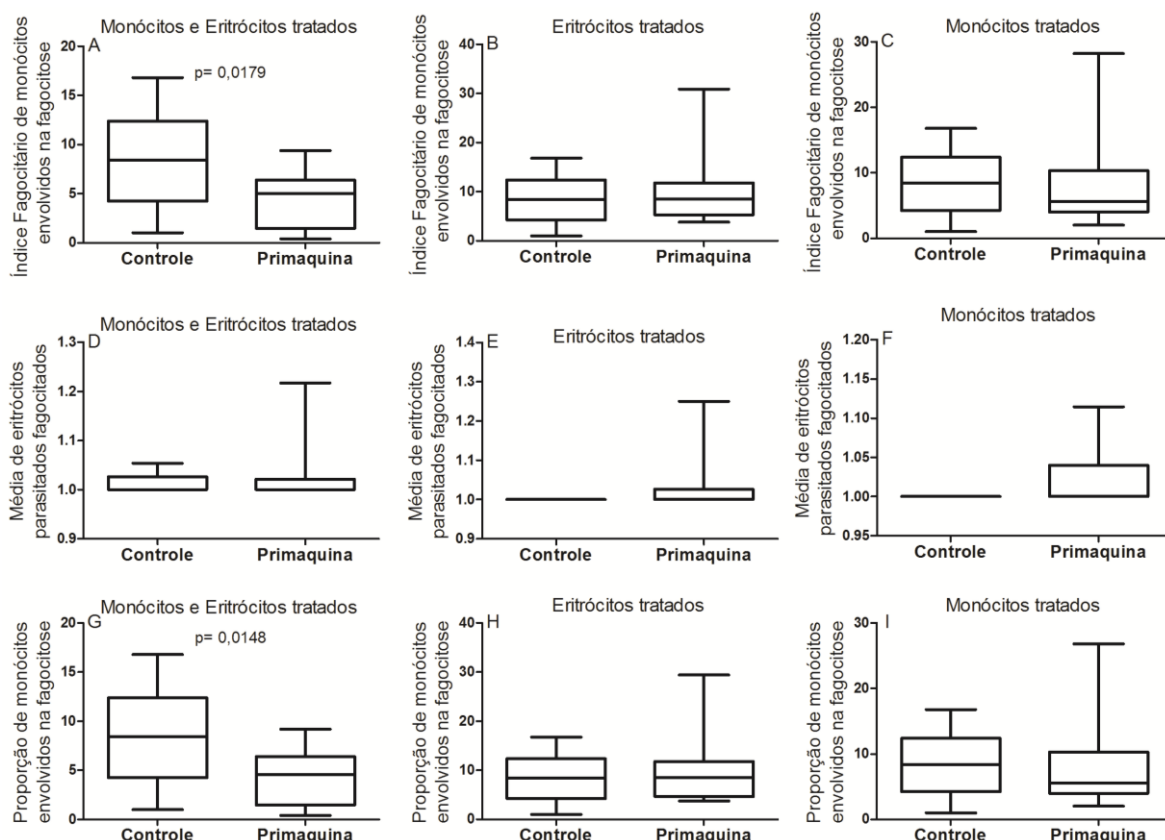 Monócitos e Eritrócitos tratados
A
p= 0,0179
Índice Fagocitário de monócitos
envolvidos na fagocitose
20
15
10
5
0
Controle Primaquina
Eritrócitos tratados
B
Índice Fagocitário de monócitos
envolvidos na fagocitose
40
30
20
10
0
Controle Primaquina
Monócitos tratados
C
Índice Fagocitário de monócitos
envolvidos na fagocitose
30
20
10
0
Controle Primaquina
Monócitos e Eritrócitos tratados
D
Média de eritrócitos
parasitados fagocitados
1.3
1.2
1.1
1.0
0.9
Controle Primaquina
Eritrócitos tratados
E
Média de eritrócitos
parasitados fagocitados
1.4
1.3
1.2
1.1
1.0
0.9
Controle Primaquina
Monócitos tratados
F
Média de eritrócitos
parasitados fagocitados
1.20
1.15
1.10
1.05
1.00
0.95
Controle Primaquina
Monócitos e Eritrócitos tratados
G
p= 0,0148
Proporção de monócitos
envolvidos na fagocitose
20
15
10
5
0
Controle Primaquina
Eritrócitos tratados
H
Proporção de monócitos
envolvidos na fagocitose
40
30
20
10
0
Controle Primaquina
Monócitos tratados
I
Proporção de monócitos
envolvidos na fagocitose
30
20
10
0
Controle Primaquina